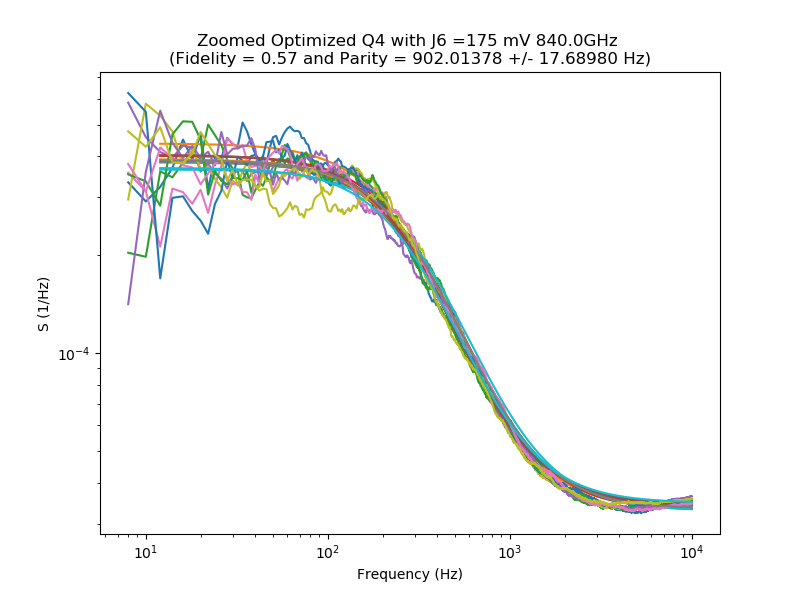 Zoomed Optimized Q4 with J6 =175 mV 840.0GHz
(Fidelity = 0.57 and Parity = 902.01378 +/- 17.68980 Hz)
S (1/Hz)
10⁻⁴
10¹ 10² 10³ 10⁴
Frequency (Hz)